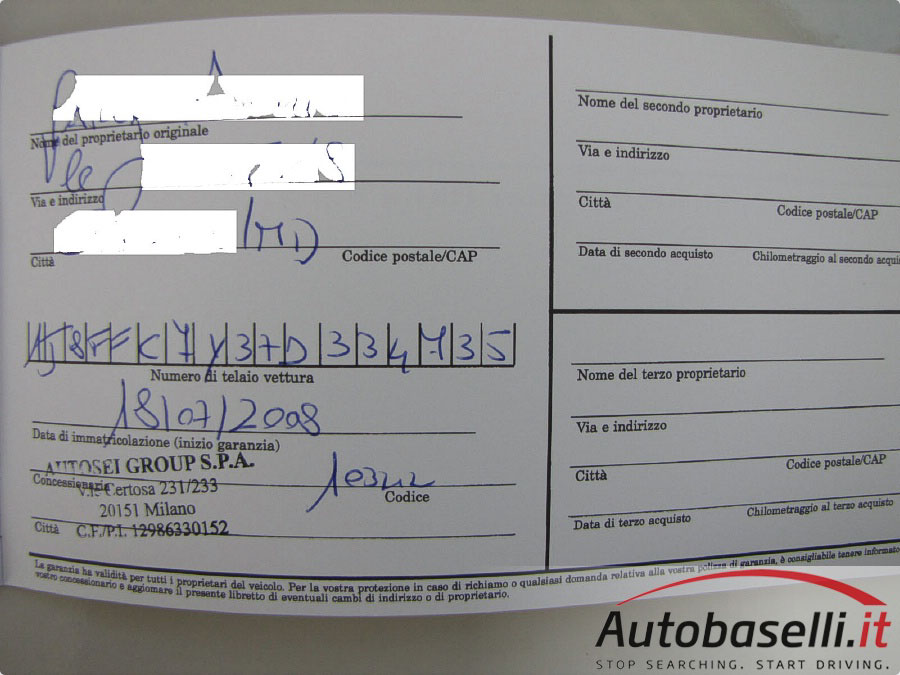 Nome del proprietario originale
Via e indirizzo
(MI)
Città
Codice postale/CAP
1J8FFK7Y37D334735
Numero di telaio vettura
18/07/2008
Data di immatricolazione (inizio garanzia)
AUTOSEI GROUP S.P.A.
Concessionaria
V.le Certosa 231/233
Codice
20151 Milano
Città
C.F./P.I. 12986330152
La garanzia ha validità per tutti i proprietari del veicolo. Per la vostra protezione in caso di richiamo o qualsiasi domanda relativa alla vostra polizza di garanzia, è consigliabile tenere informato
vostro concessionario e aggiornare il presente libretto di eventuali cambi di indirizzo o di proprietario.
Nome del secondo proprietario
Via e indirizzo
Città
Codice postale/CAP
Data di secondo acquisto
Chilometraggio al secondo acquis
Nome del terzo proprietario
Via e indirizzo
Città
Codice postale/CAP
Data di terzo acquisto
Chilometraggio al terzo acquisto
Autobaselli.it
STOP SEARCHING. START DRIVING.